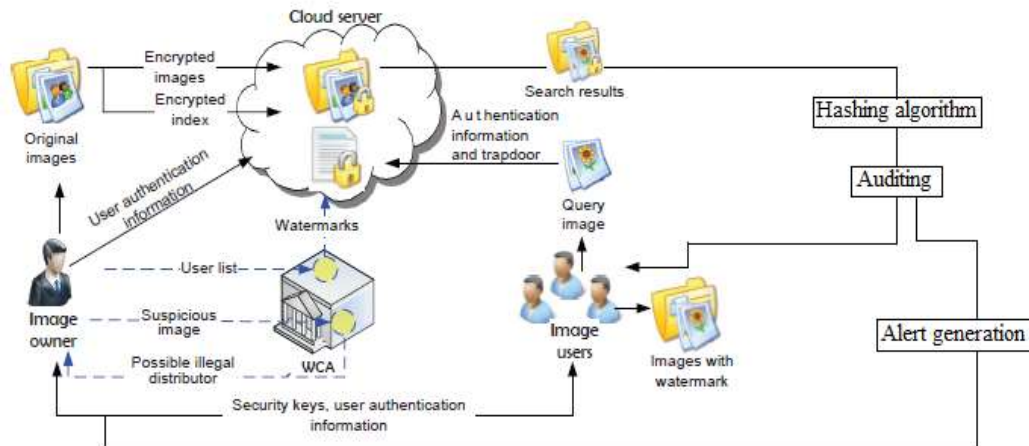 Cloud server
Encrypted
images
Encrypted
index
Original
images
Search results
Hashing algorithm
Authentication
information
and trapdoor
Auditing
User authentication
information
Query
image
Watermarks
User list
Image
owner
Suspicious
image
Image
users
Alert generation
Possible illegal
distributor
WCA
Images with
watermark
Security keys, user authentication
information